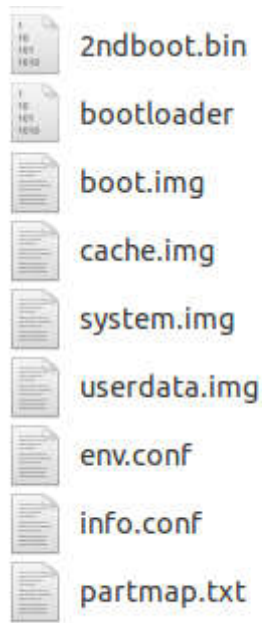 2ndboot.bin
bootloader
boot.img
cache.img
system.img
userdata.img
env.conf
info.conf
partmap.txt